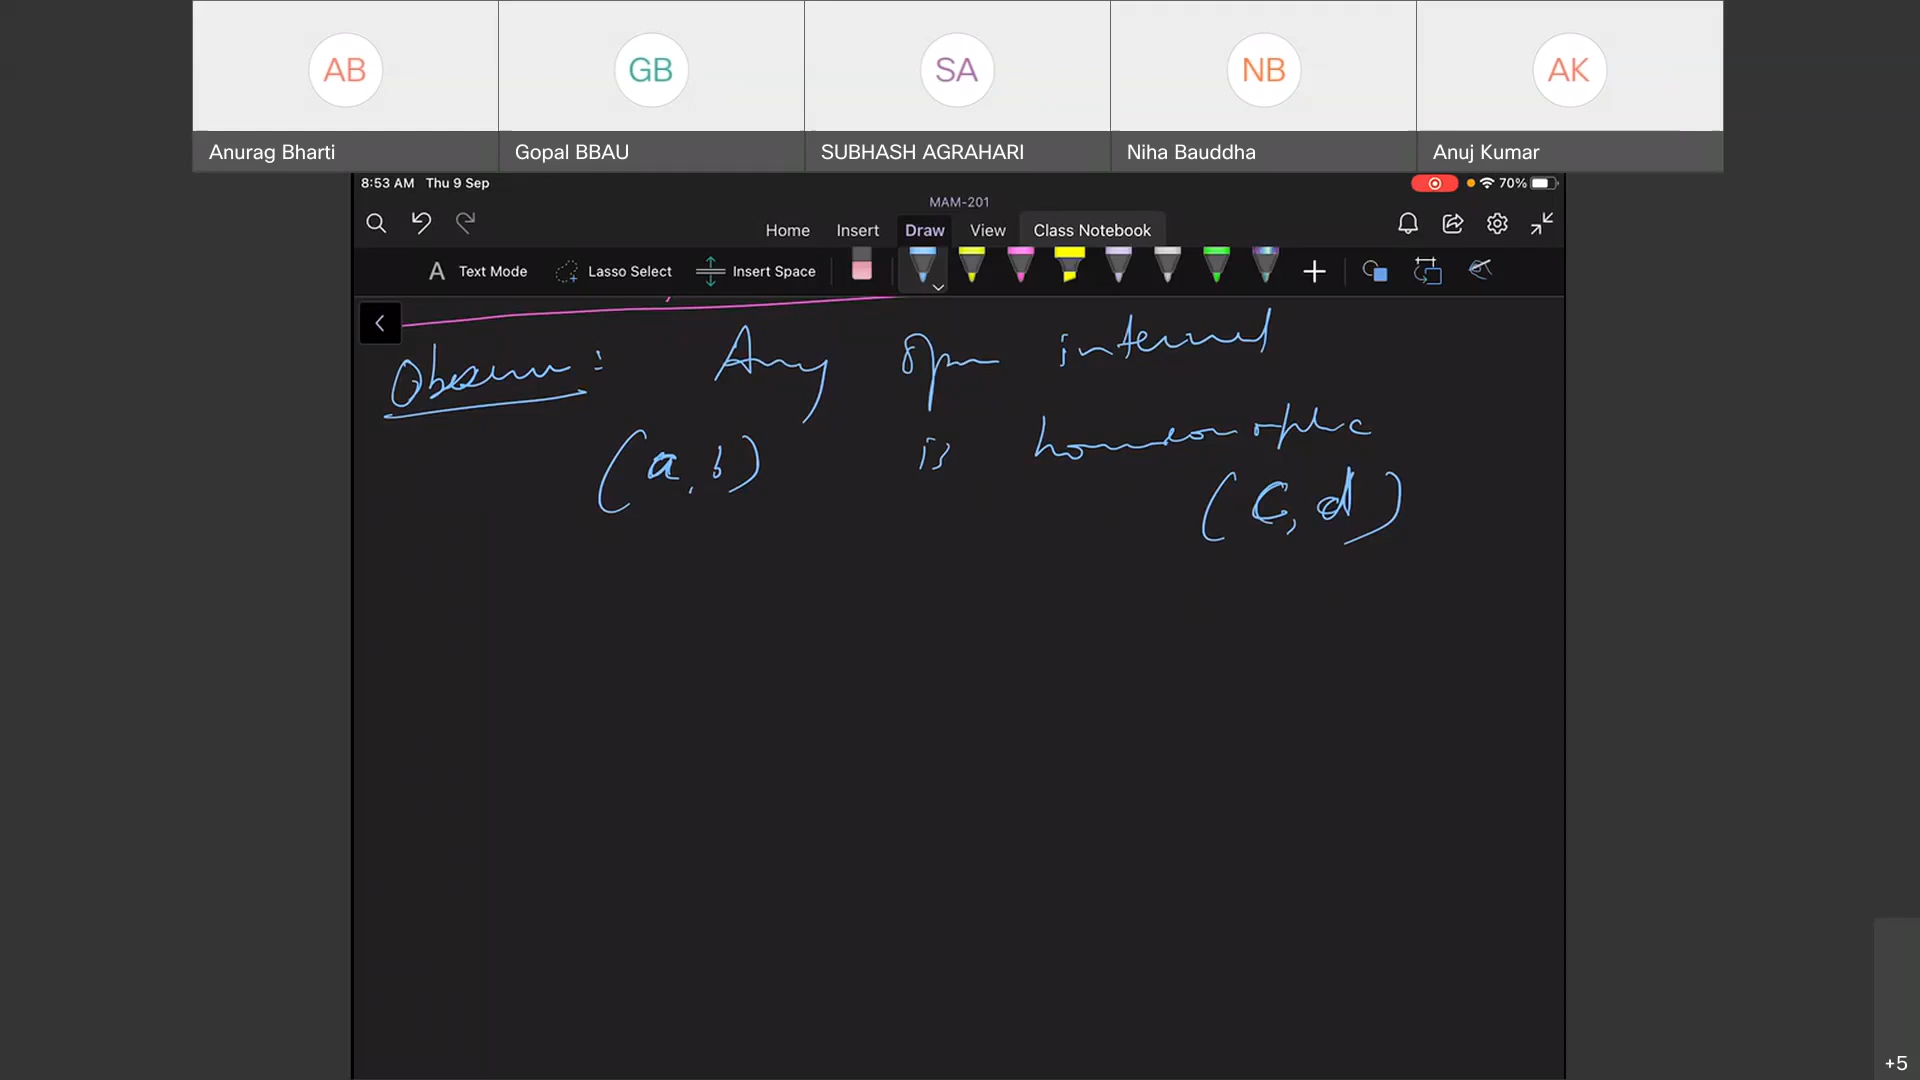 AB GB SA NB AK
Anurag Bharti Gopal BBAU SUBHASH AGRAHARI Niha Bauddha Anuj Kumar
8:53 AM Thu 9 Sep 70%
MAM-201
Home Insert Draw View Class Notebook
A Text Mode Lasso Select Insert Space
Observe: Any open interval
(a, b) is homeomorphic
(c, d)
+5